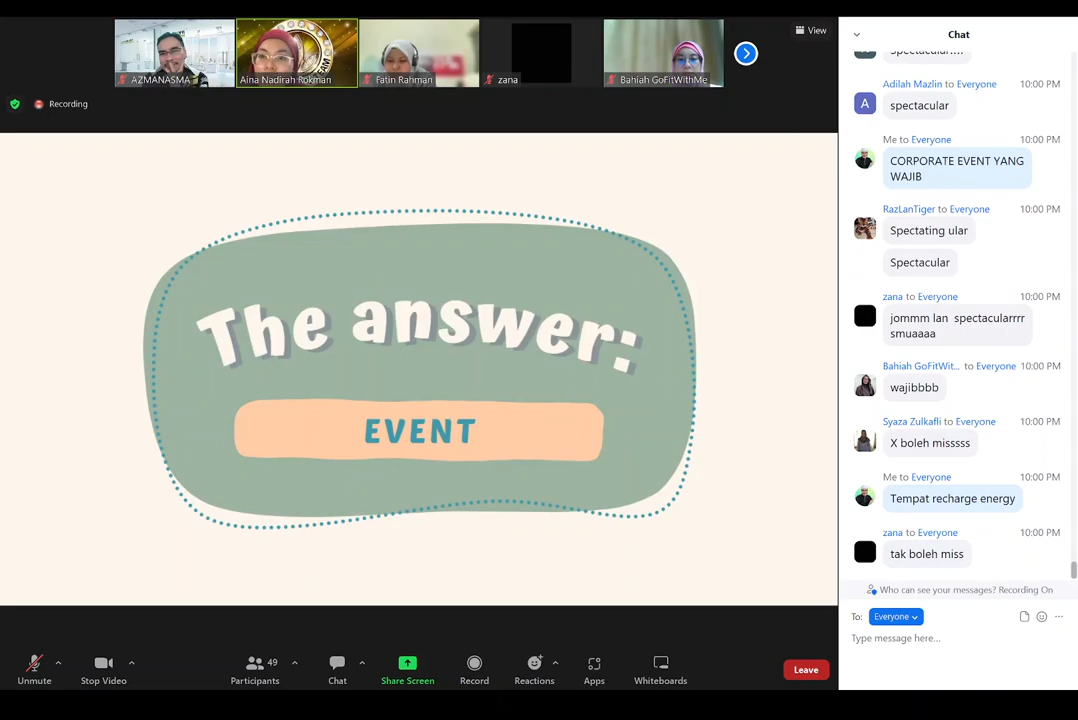 AZMANASMA
Aina Nadirah Rokman
Fatin Rahman
zana
Bahiah GoFitWithMe
View
Recording
The answer:
EVENT
Chat
Spectacular....
Adilah Mazlin to Everyone 10:00 PM
A
spectacular
Me to Everyone 10:00 PM
CORPORATE EVENT YANG
WAJIB
RazLanTiger to Everyone 10:00 PM
Spectating ular
Spectacular
zana to Everyone 10:00 PM
jommm lan spectacularrrr
smuaaaa
Bahiah GoFitWit... to Everyone 10:00 PM
wajibbbb
Syaza Zulkafli to Everyone 10:00 PM
X boleh misssss
Me to Everyone 10:00 PM
Tempat recharge energy
zana to Everyone 10:00 PM
tak boleh miss
Who can see your messages? Recording On
To: Everyone
Type message here...
Unmute
Stop Video
49
Participants
Chat
Share Screen
Record
Reactions
Apps
Whiteboards
Leave